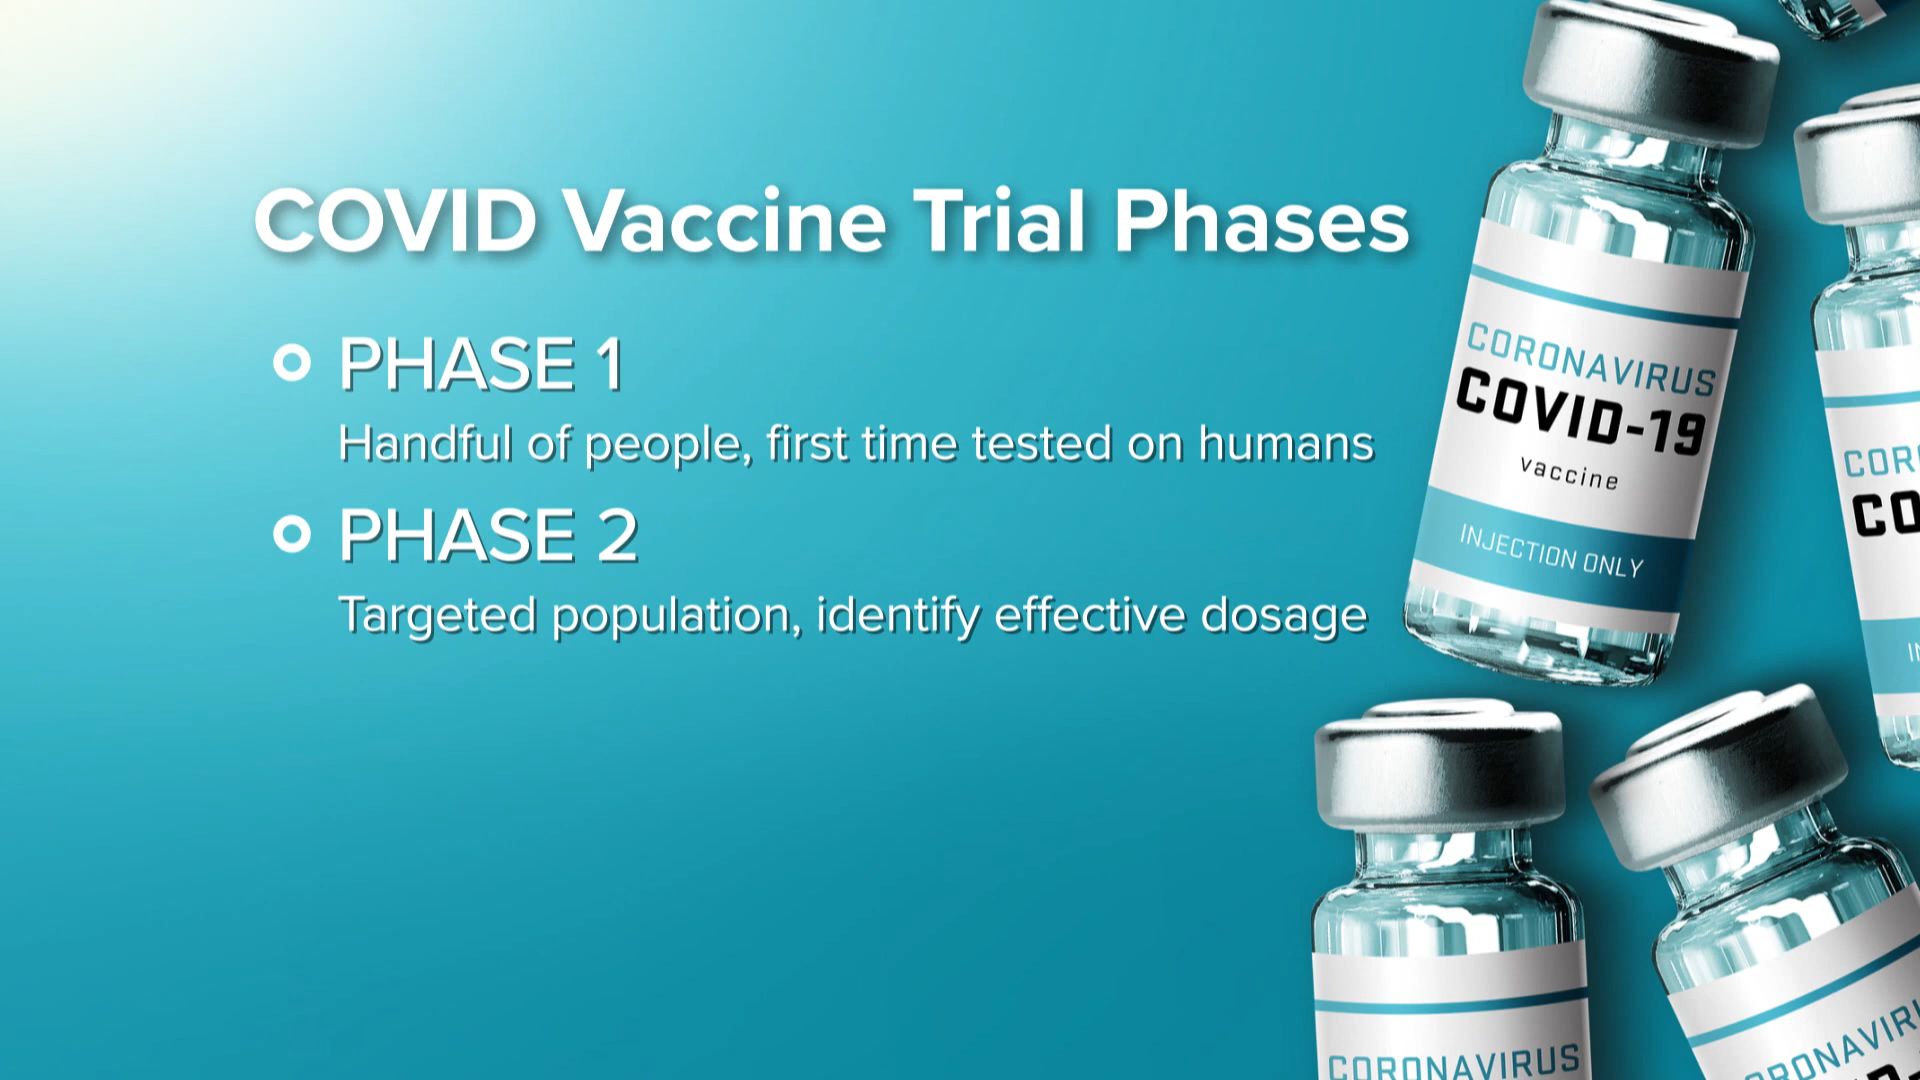 COVID Vaccine Trial Phases
PHASE 1
Handful of people, first time tested on humans
PHASE 2
Targeted population, identify effective dosage
CORONAVIRUS
COVID-19
vaccine
INJECTION ONLY
CORONAVIRUS